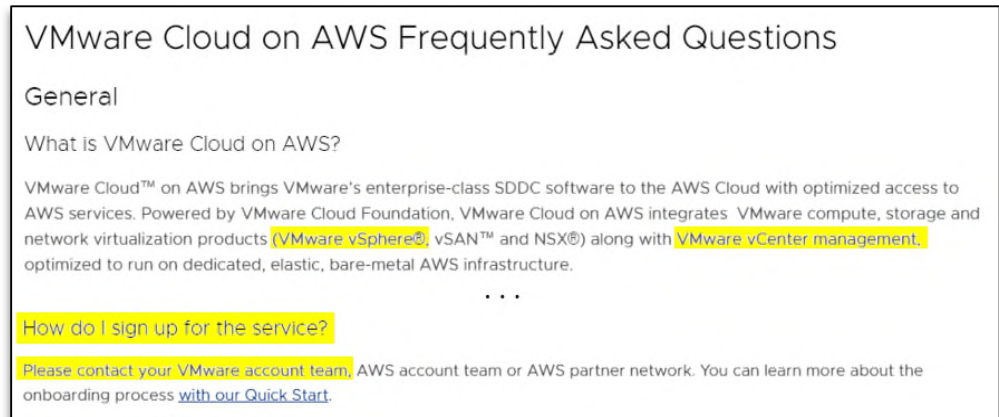 VMware Cloud on AWS Frequently Asked Questions
General
What is VMware Cloud on AWS?
VMware Cloud™ on AWS brings VMware's enterprise-class SDDC software to the AWS Cloud with optimized access to
AWS services. Powered by VMware Cloud Foundation, VMware Cloud on AWS integrates VMware compute, storage and
network virtualization products (VMware vSphere®, vSAN™ and NSX®) along with VMware vCenter management,
optimized to run on dedicated, elastic, bare-metal AWS infrastructure.
...
How do I sign up for the service?
Please contact your VMware account team, AWS account team or AWS partner network. You can learn more about the
onboarding process with our Quick Start.